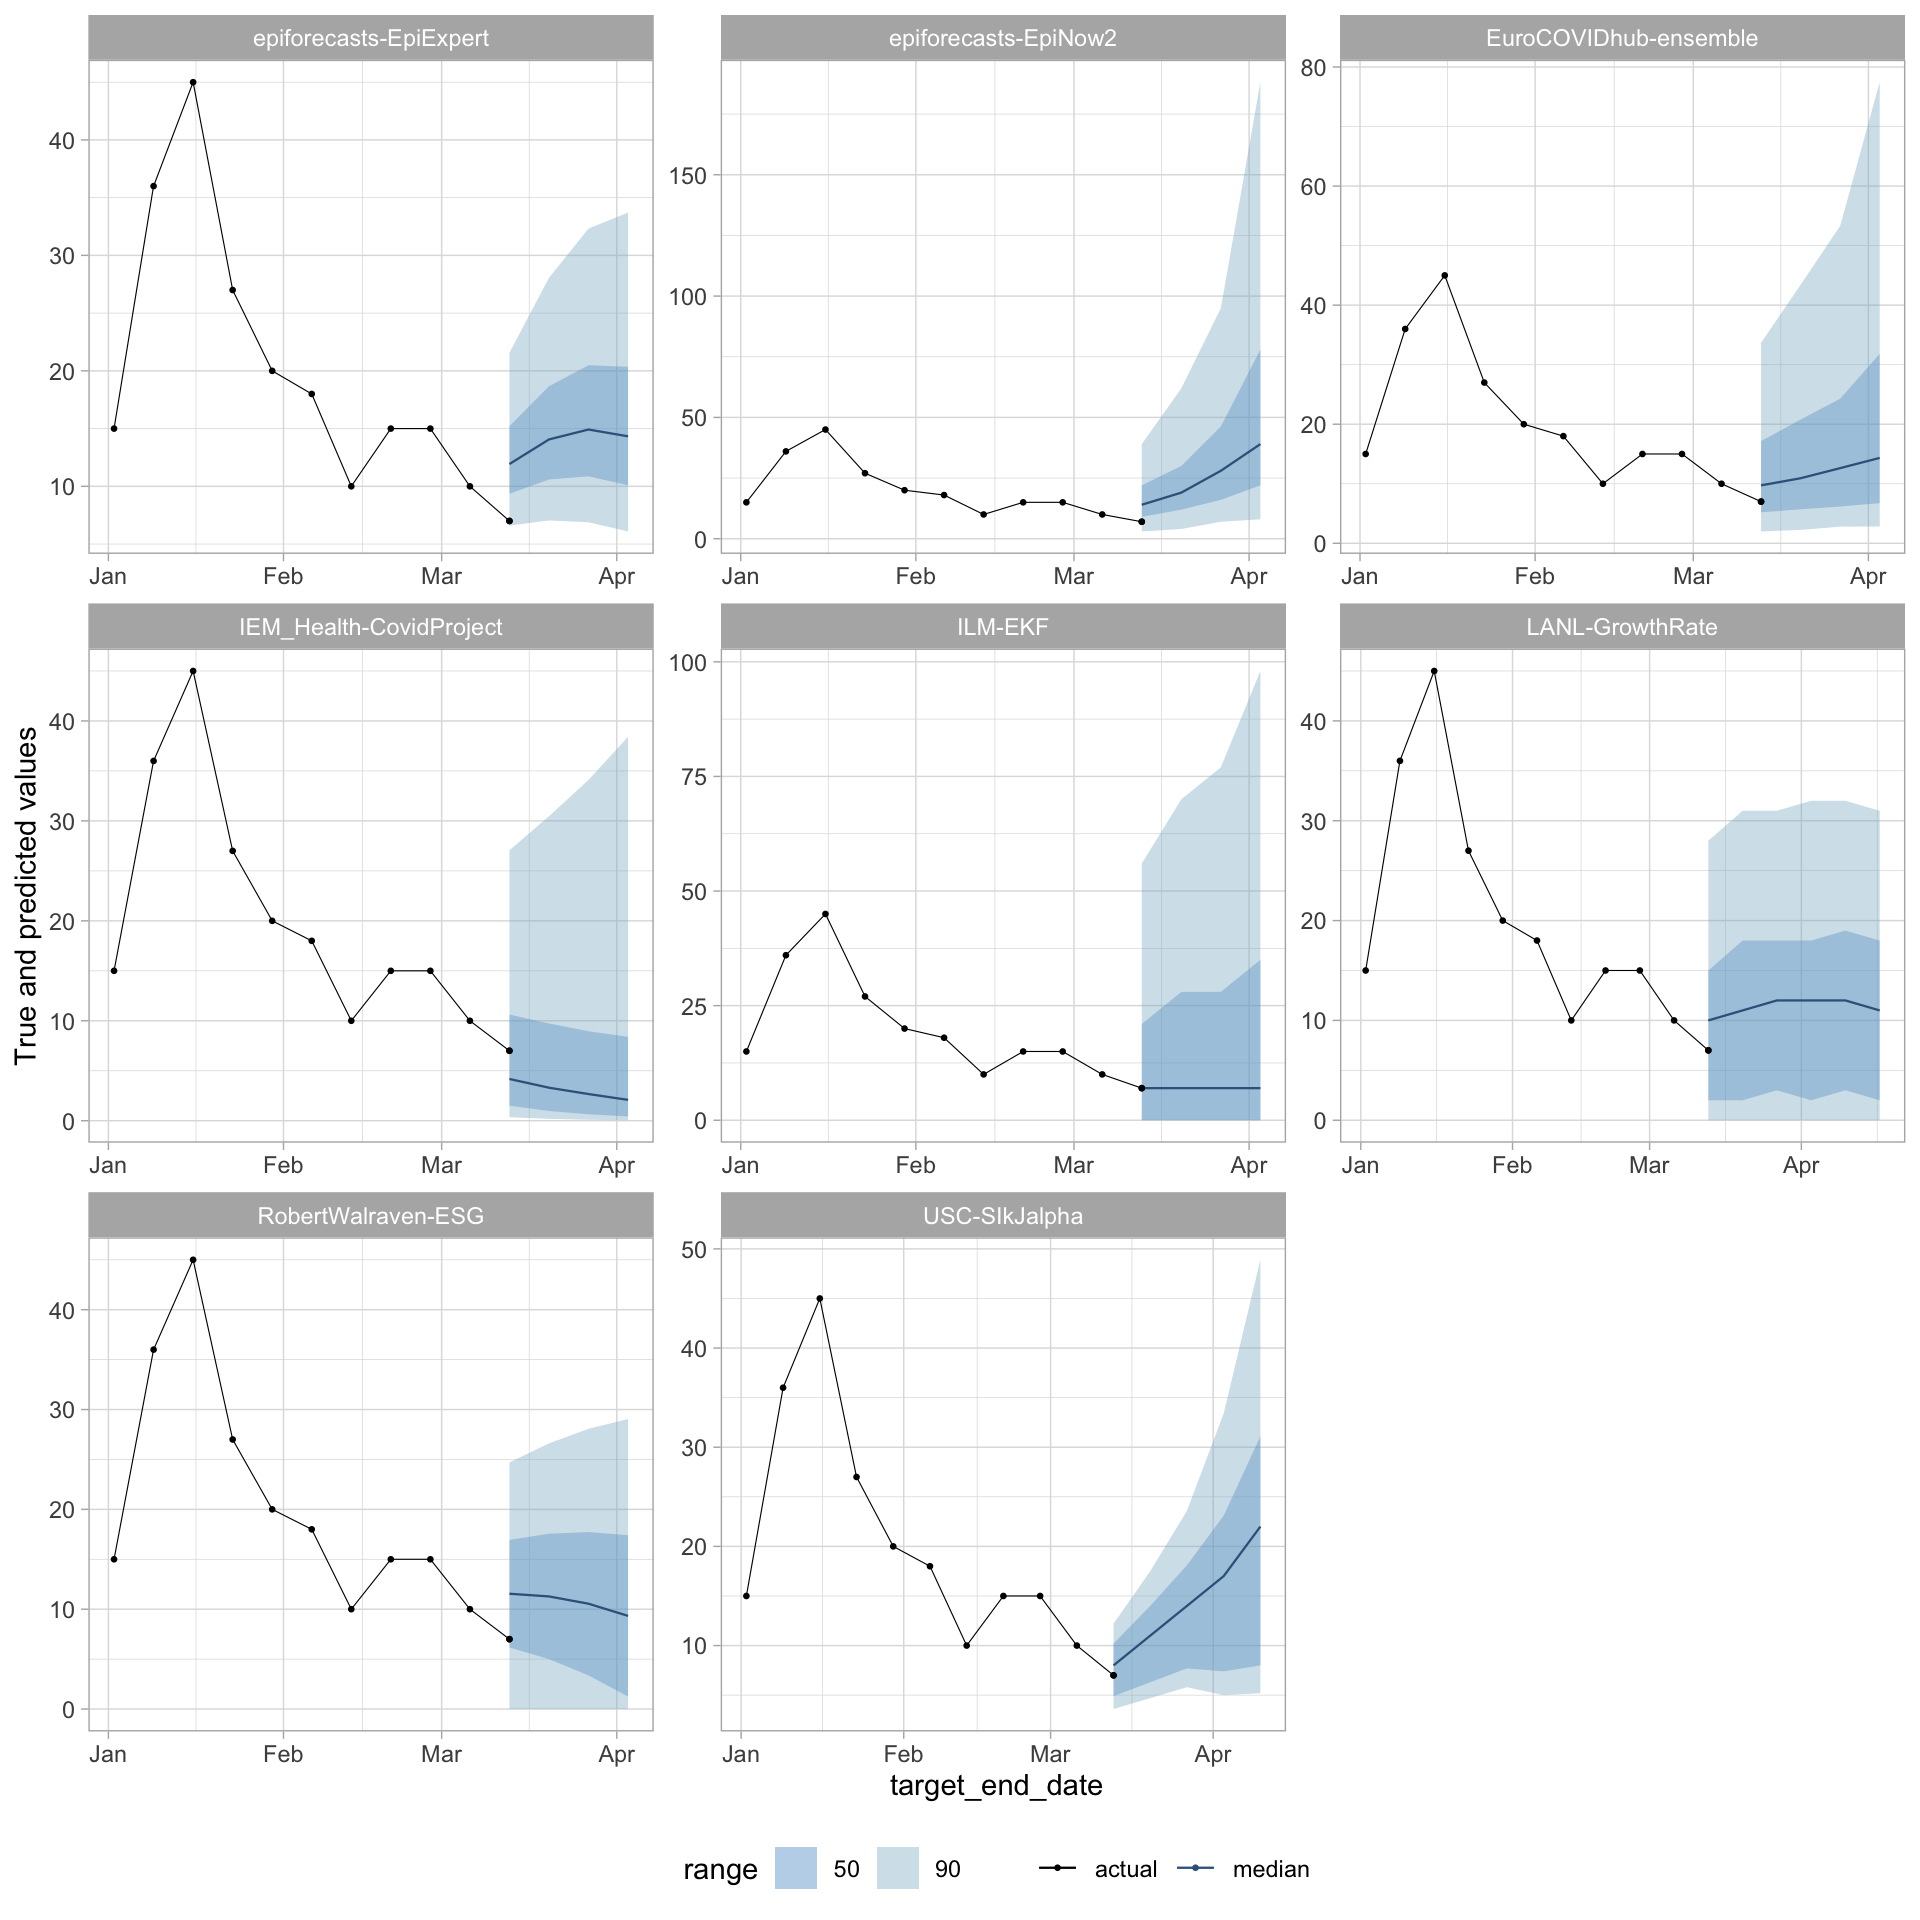 epiforecasts-EpiExpert
epiforecasts-EpiNow2
EuroCOVIDhub-ensemble
40
30
20
10
150
100
50
0
80
60
40
20
0
Jan Feb Mar Apr
Jan Feb Mar Apr
Jan Feb Mar Apr
IEM_Health-CovidProject
ILM-EKF
LANL-GrowthRate
True and predicted values
40
30
20
10
0
100
75
50
25
0
40
30
20
10
0
Jan Feb Mar Apr
Jan Feb Mar Apr
Jan Feb Mar Apr
RobertWalraven-ESG
USC-SIkJalpha
40
30
20
10
0
50
40
30
20
10
Jan Feb Mar Apr
Jan Feb Mar Apr
target_end_date
range 50 90 actual median